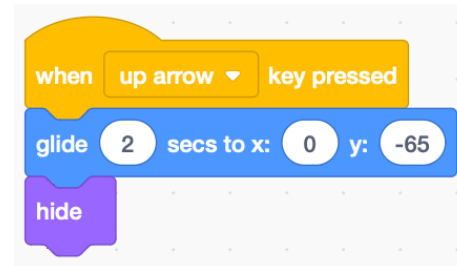 when up arrow key pressed
glide 2 secs to x: 0 y: -65
hide